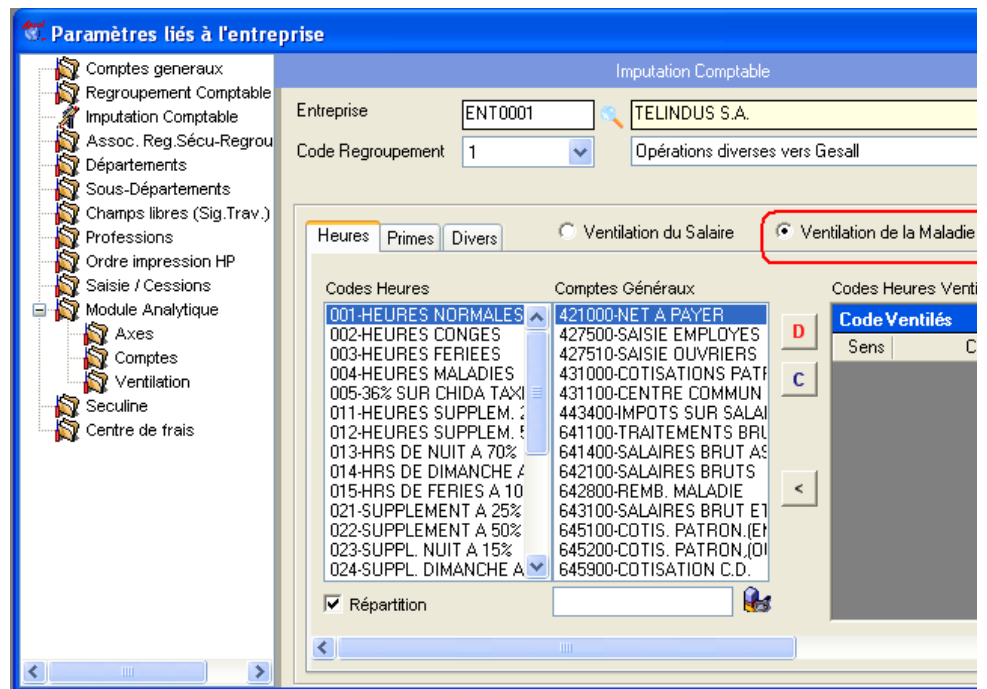 Paramètres liés à l'entreprise
Comptes generaux
Regroupement Comptable
Imputation Comptable
Assoc. Reg.Sécu-Regrou
Départements
Sous-Départements
Champs libres (Sig.Trav.)
Professions
Ordre impression HP
Saisie / Cessions
Module Analytique
Axes
Comptes
Ventilation
Seculine
Centre de frais
Imputation Comptable
Entreprise ENT0001 TELINDUS S.A.
Code Regroupement 1 Opérations diverses vers Gesall
Heures Primes Divers Ventilation du Salaire Ventilation de la Maladie
Codes Heures
001-HEURES NORMALES
002-HEURES CONGES
003-HEURES FERIEES
004-HEURES MALADIES
005-36% SUR CHIDA TAXI
011-HEURES SUPPLEM.
012-HEURES SUPPLEM.
013-HRS DE NUIT A 70%
014-HRS DE DIMANCHE
015-HRS DE FERIES A 10
021-SUPPLEMENT A 25%
022-SUPPLEMENT A 50%
023-SUPPL. NUIT A 15%
024-SUPPL. DIMANCHE A
Répartition
Comptes Généraux
421000-NET A PAYER
427500-SAISIE EMPLOYES
427510-SAISIE OUVRIERS
431000-COTISATIONS PATR
431100-CENTRE COMMUN
443400-IMPOTS SUR SALAI
641100-TRAITEMENTS BRU
641400-SALAIRES BRUT AS
642100-SALAIRES BRUTS
642800-REMB. MALADIE
643100-SALAIRES BRUT ET
645100-COTIS. PATRON.(EM
645200-COTIS. PATRON.(OU
645900-COTISATION C.D.
D
C
<
Codes Heures Venti
Code Ventilés
Sens C